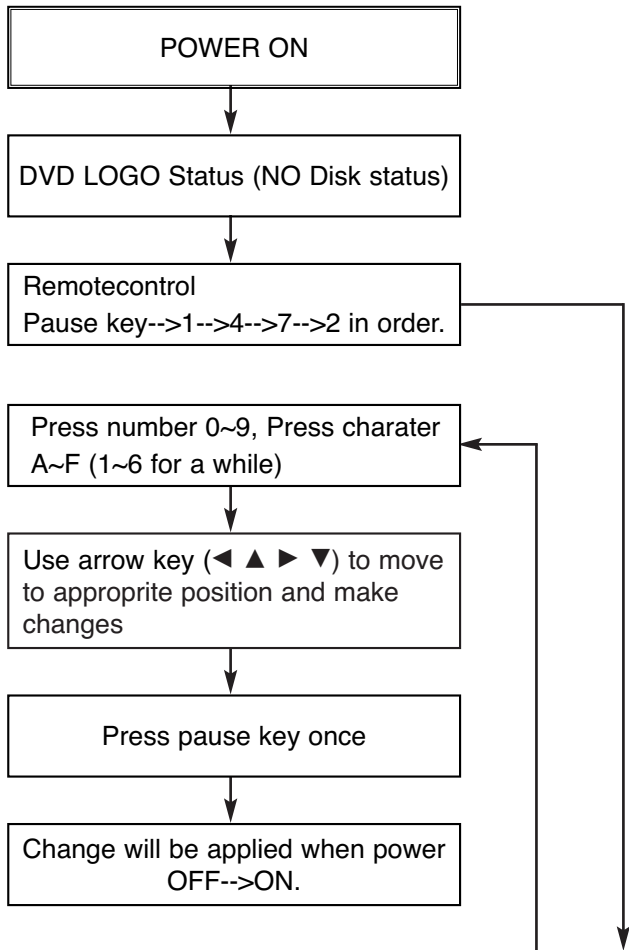 POWER ON
DVD LOGO Status (NO Disk status)
Remotecontrol
Pause key-->1-->4-->7-->2 in order.
Press number 0~9, Press charater
A~F (1~6 for a while)
Use arrow key (◀ ▲ ▶ ▼) to move
to approprite position and make
changes
Press pause key once
Change will be applied when power
OFF-->ON.